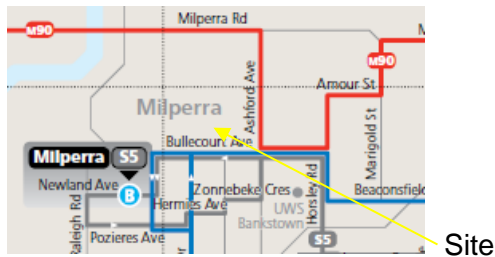 Milperra Rd
M90
M90
Ashford Ave
Amour St
Milperra
Marigold St
Bullecourt Ave
Milperra S5
Newland Ave
B
Zonnebeke Cres
Beaconsfield
Hermies Ave
UWS
Bankstown
Horsley Rd
Raleigh Rd
Pozieres Ave
S5
Site